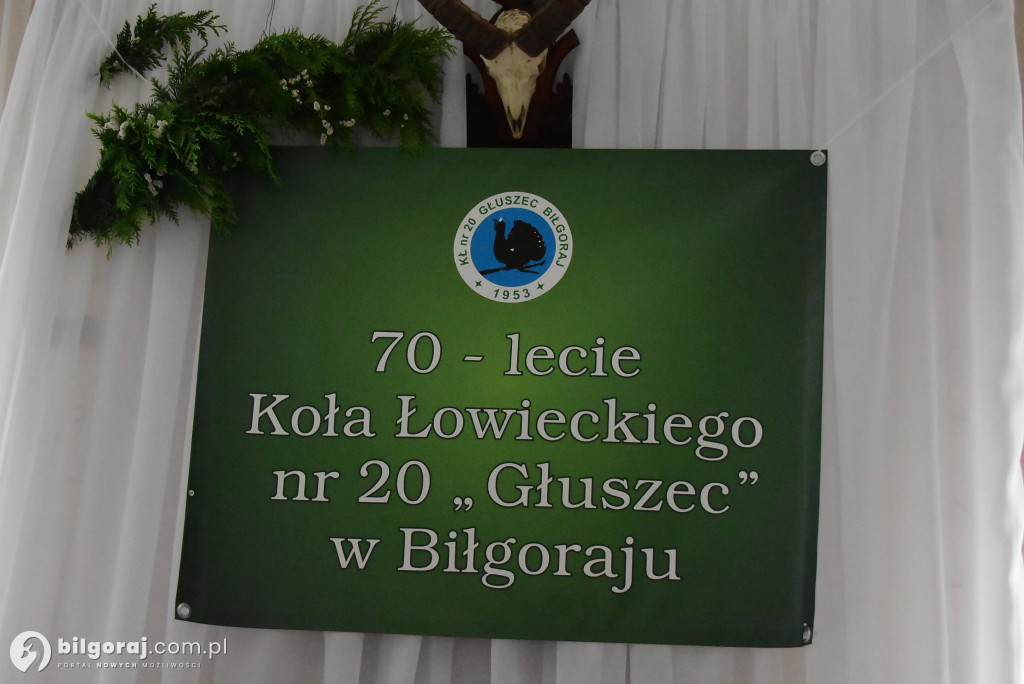 KŁ nr 20 GŁUSZEC BIŁGORAJ
1953
70 - lecie
Koła Łowieckiego
nr 20 „Głuszec”
w Biłgoraju
bilgoraj.com.pl
PORTAL NOWYCH MOŻLIWOŚCI